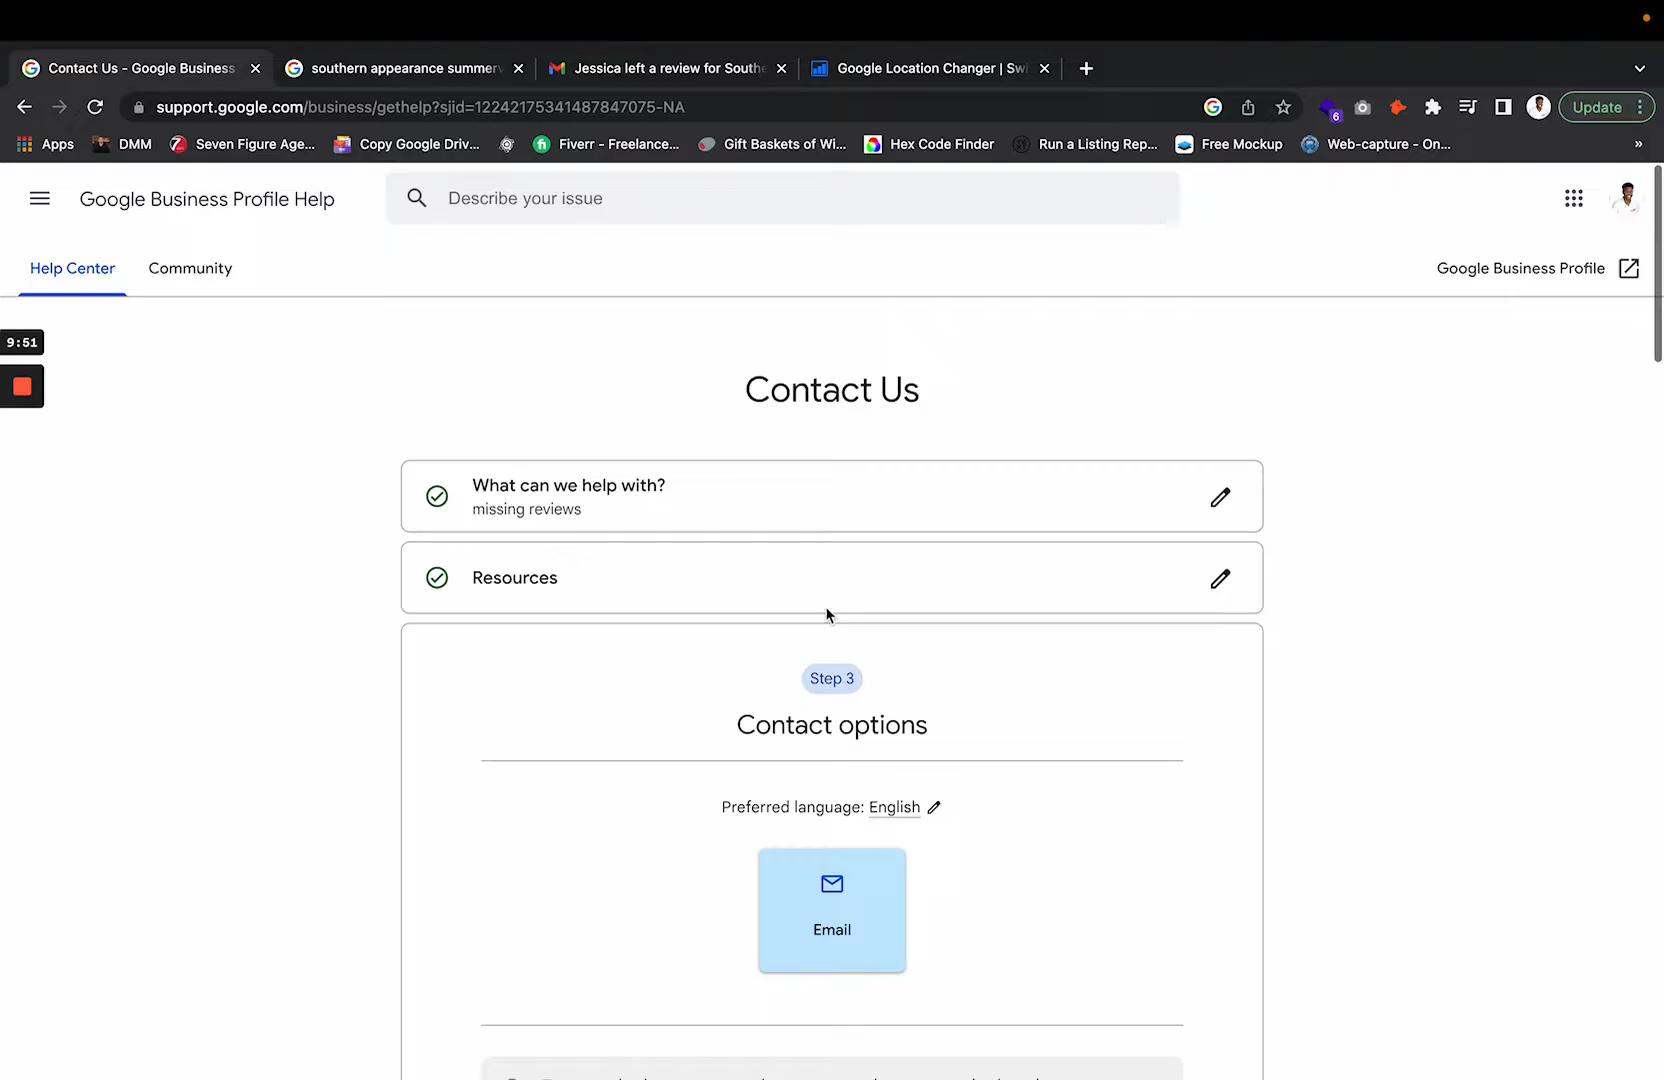 Contact Us - Google Business
southern appearance summerv
Jessica left a review for Southe
Google Location Changer | Swi
support.google.com/business/gethelp?sjid=12242175341487847075-NA
6
Update
Apps
DMM
Seven Figure Age...
Copy Google Driv...
Fiverr - Freelance...
Gift Baskets of Wi...
Hex Code Finder
Run a Listing Rep...
Free Mockup
Web-capture - On...
»
Google Business Profile Help
Describe your issue
Help Center
Community
Google Business Profile
9:51
Contact Us
What can we help with?
missing reviews
Resources
Step 3
Contact options
Preferred language: English
Email